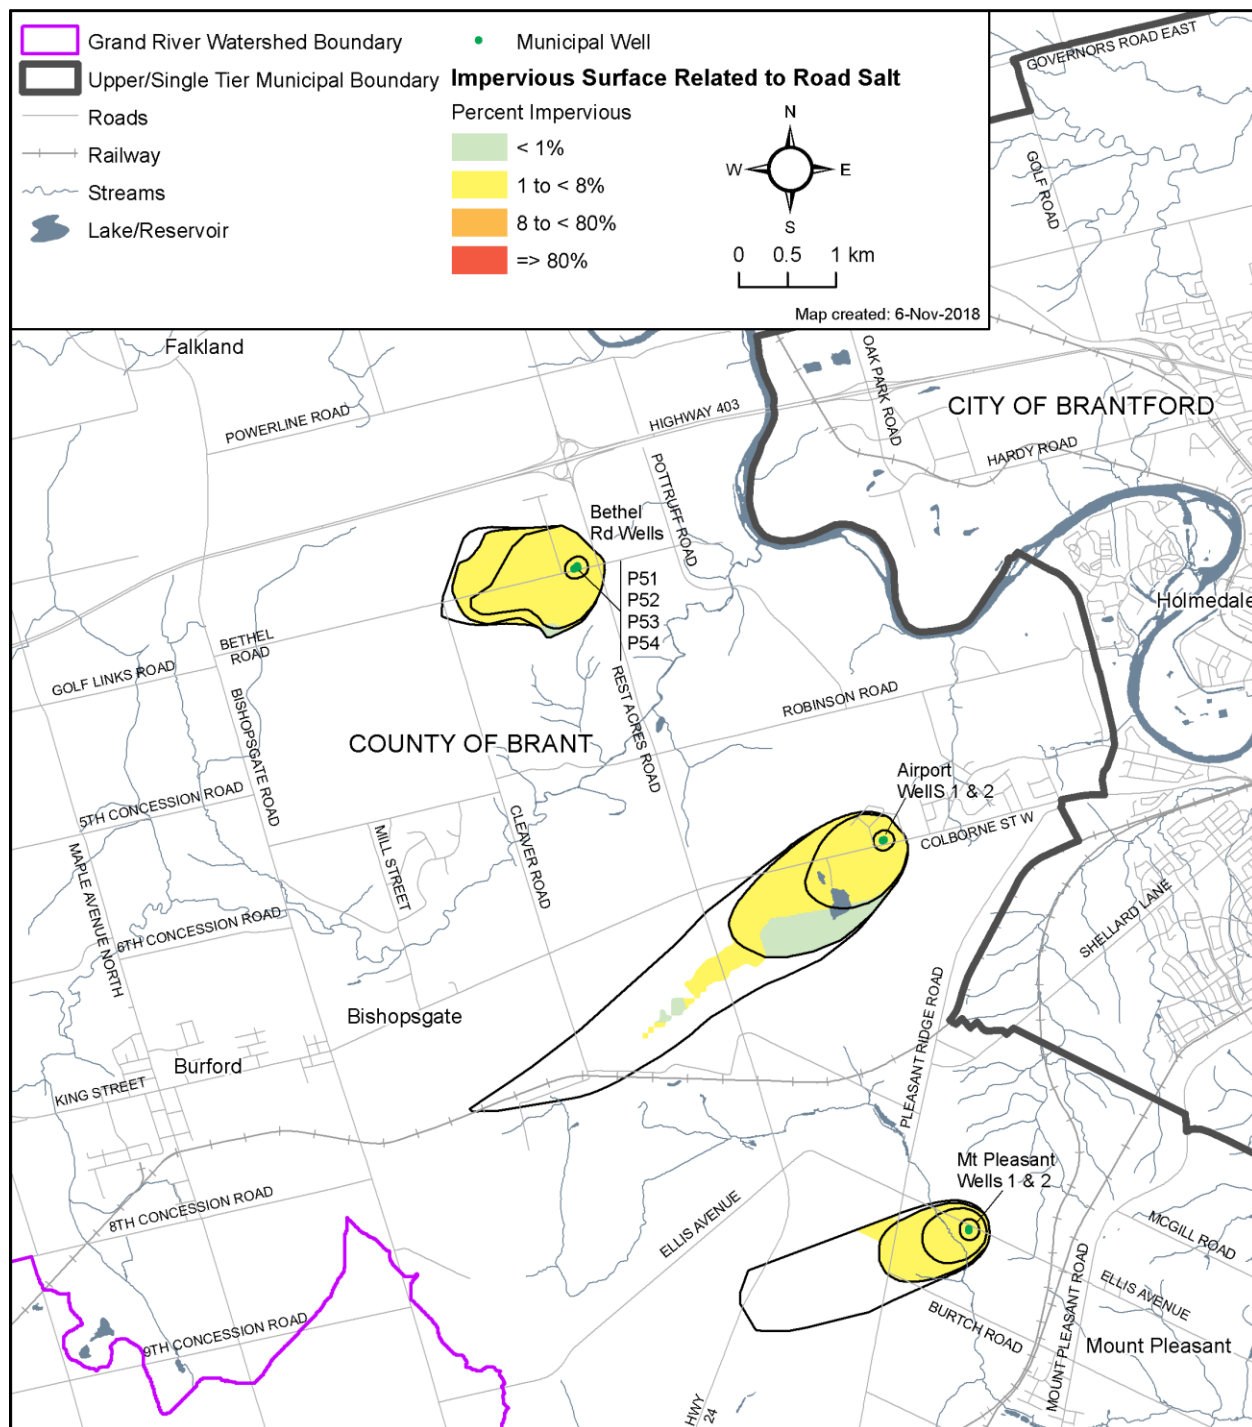 Grand River Watershed Boundary
Upper/Single Tier Municipal Boundary
Roads
Railway
Streams
Lake/Reservoir
Municipal Well
Impervious Surface Related to Road Salt
Percent Impervious
< 1%
1 to < 8%
8 to < 80%
=> 80%
N
W
E
S
0 0.5 1 km
Map created: 6-Nov-2018
GOVERNORS ROAD EAST
GOLF ROAD
Falkland
POWERLINE ROAD
HIGHWAY 403
OAK PARK ROAD
CITY OF BRANTFORD
HARDY ROAD
POTTRUFF ROAD
Bethel
Rd Wells
P51
P52
P53
P54
Holmedale
BETHEL
ROAD
GOLF LINKS ROAD
BISHOPSGATE ROAD
REST ACRES ROAD
ROBINSON ROAD
COUNTY OF BRANT
Airport
WellS 1 & 2
COLBORNE ST W
5TH CONCESSION ROAD
MILL STREET
CLEAVER ROAD
MAPLE AVENUE NORTH
6TH CONCESSION ROAD
SHELLARD LANE
Bishopsgate
PLEASANT RIDGE ROAD
Burford
KING STREET
Mt Pleasant
Wells 1 & 2
8TH CONCESSION ROAD
ELLIS AVENUE
MCGILL ROAD
ELLIS AVENUE
BURTCH ROAD
MOUNT PLEASANT ROAD
Mount Pleasant
9TH CONCESSION ROAD
HWY
24